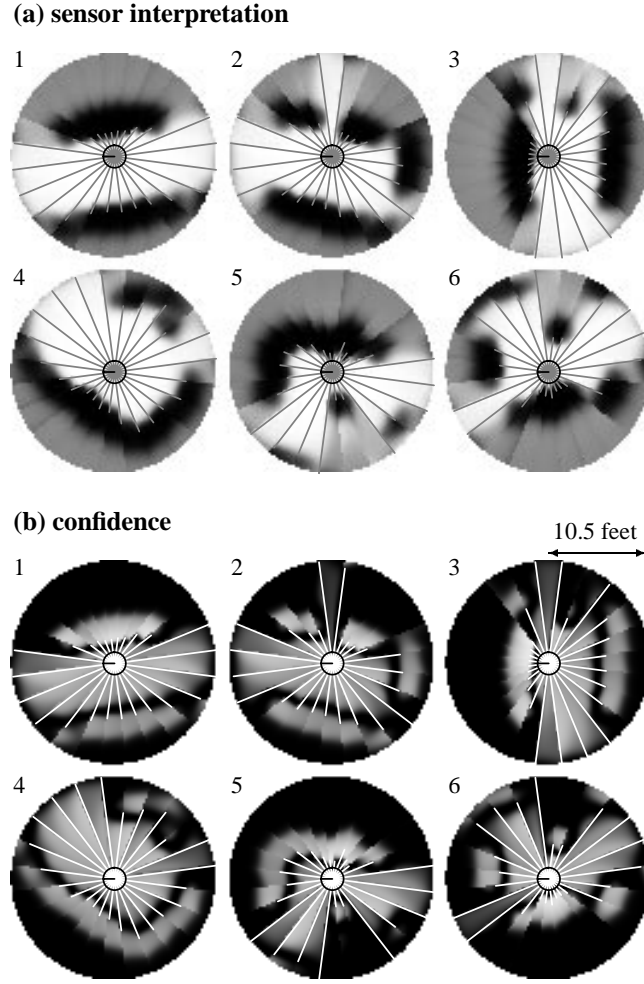 (a) sensor interpretation
1 2 3
4 5 6
(b) confidence
10.5 feet
1 2 3
4 5 6